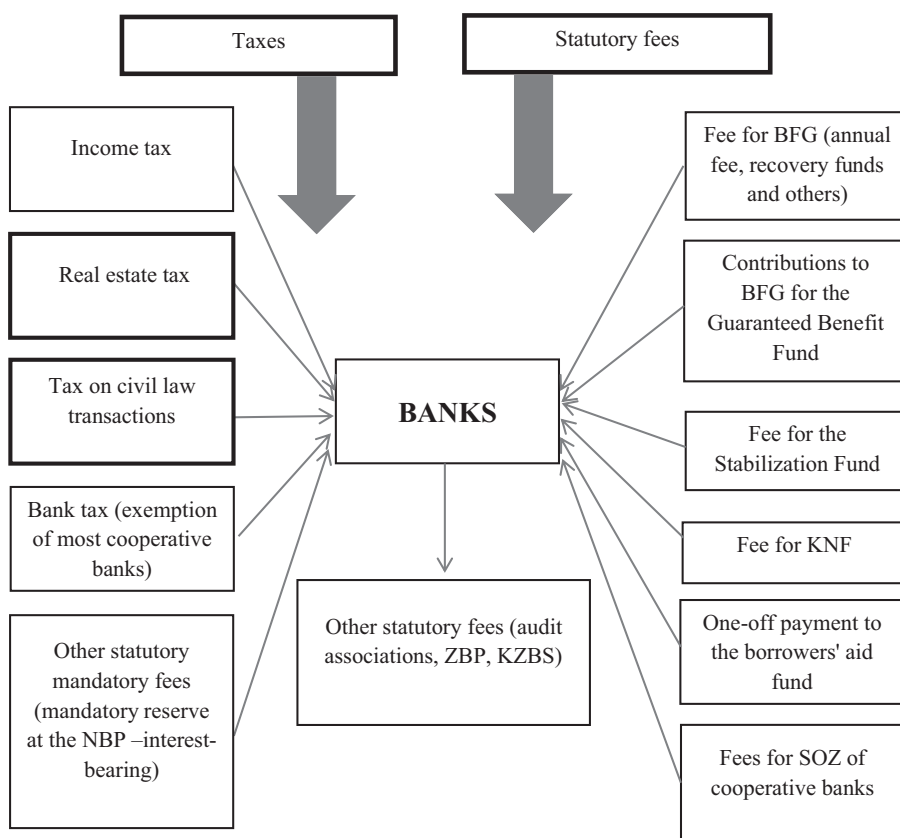 Taxes
Statutory fees
Income tax
Real estate tax
Tax on civil law
transactions
Bank tax (exemption
of most cooperative
banks)
Other statutory
mandatory fees
(mandatory reserve
at the NBP –interest-
bearing)
BANKS
Other statutory fees (audit
associations, ZBP, KZBS)
Fee for BFG (annual
fee, recovery funds
and others)
Contributions to
BFG for the
Guaranteed Benefit
Fund
Fee for the
Stabilization Fund
Fee for KNF
One-off payment to
the borrowers' aid
fund
Fees for SOZ of
cooperative banks